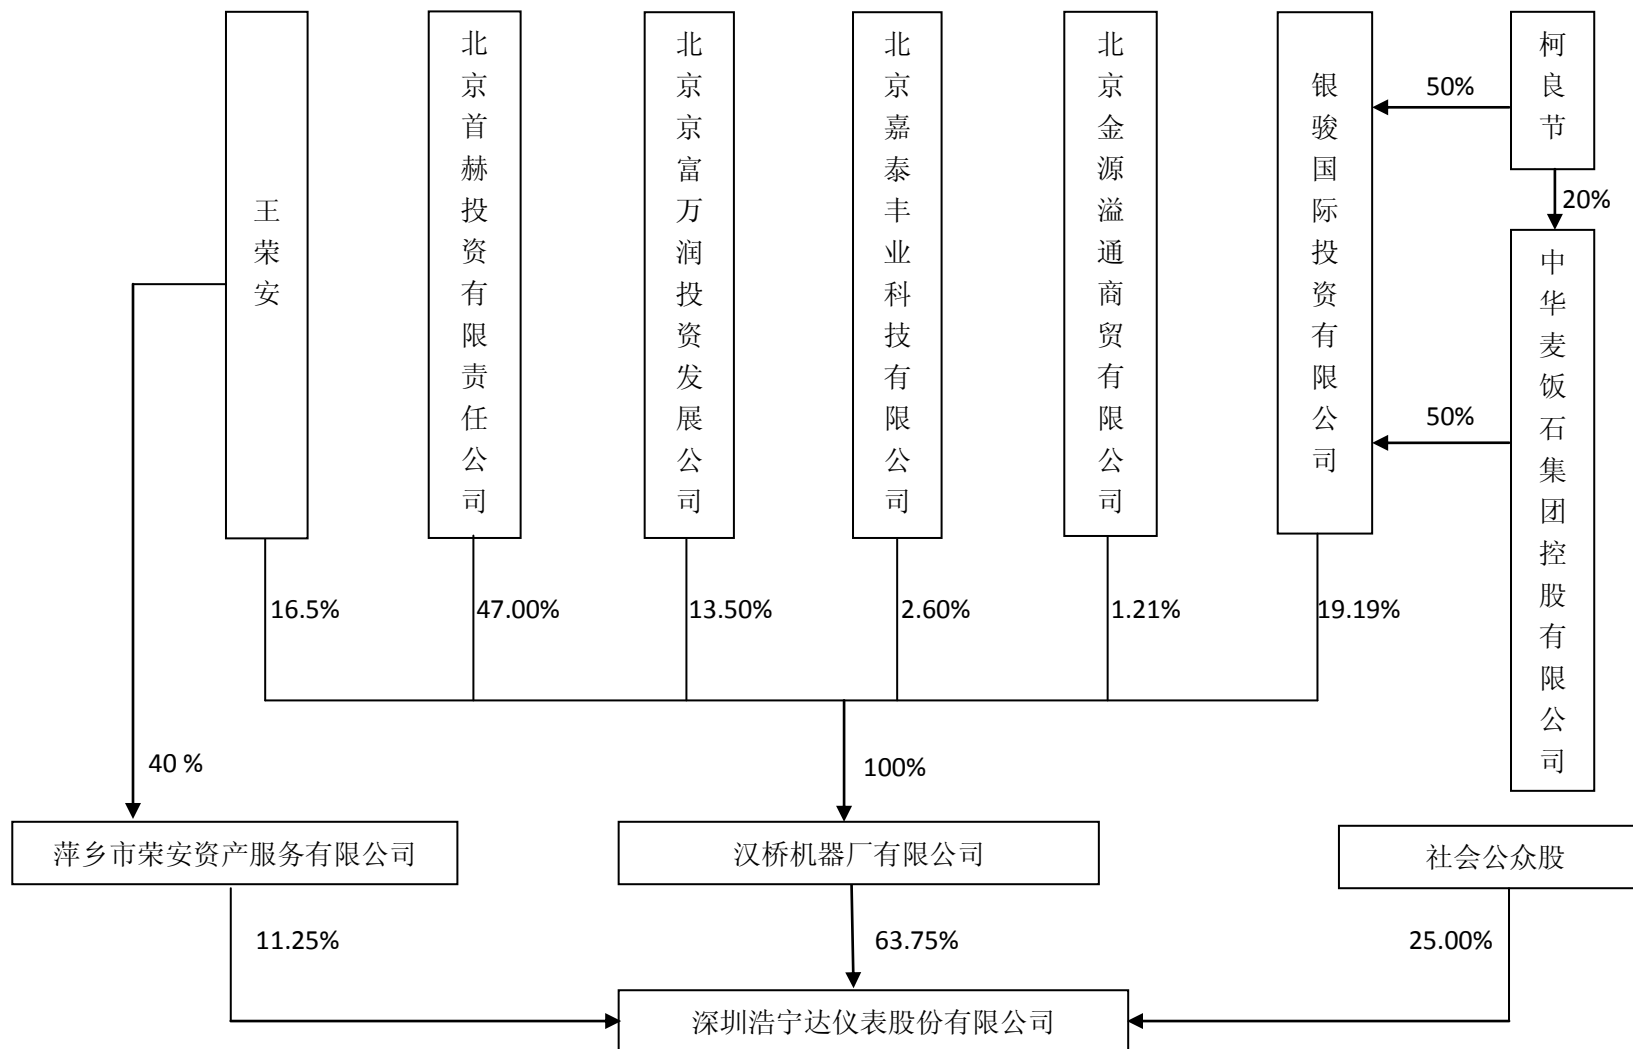 王荣安
北京首赫投资有限责任公司
北京京富万润投资发展公司
北京嘉泰丰业科技有限公司
北京金源溢通商贸有限公司
银骏国际投资有限公司
柯良节
50%
20%
中华麦饭石集团控股有限公司
50%
16.5%
47.00%
13.50%
2.60%
1.21%
19.19%
40 %
100%
萍乡市荣安资产服务有限公司
汉桥机器厂有限公司
社会公众股
11.25%
63.75%
25.00%
深圳浩宁达仪表股份有限公司